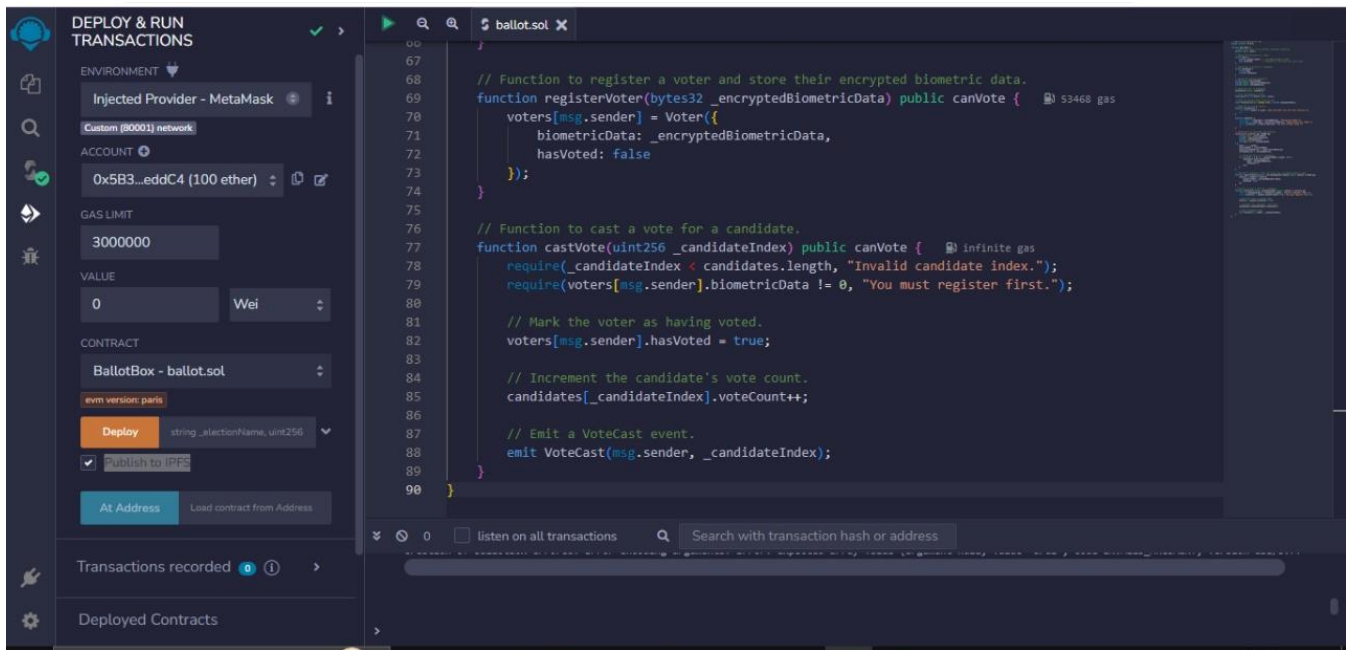 DEPLOY & RUN
TRANSACTIONS
ENVIRONMENT
Injected Provider - MetaMask
Custom (80001) network
ACCOUNT
0x5B3...eddC4 (100 ether)
GAS LIMIT
3000000
VALUE
0 Wei
CONTRACT
BallotBox - ballot.sol
evm version: paris
Deploy string _electionName, uint256
Publish to IPFS
At Address Load contract from Address
Transactions recorded 0
Deployed Contracts
ballot.sol
66 }
67
68 // Function to register a voter and store their encrypted biometric data.
69 function registerVoter(bytes32 _encryptedBiometricData) public canVote { 53468 gas
70 voters[msg.sender] = Voter({
71 biometricData: _encryptedBiometricData,
72 hasVoted: false
73 });
74 }
75
76 // Function to cast a vote for a candidate.
77 function castVote(uint256 _candidateIndex) public canVote { infinite gas
78 require(_candidateIndex < candidates.length, "Invalid candidate index.");
79 require(voters[msg.sender].biometricData != 0, "You must register first.");
80
81 // Mark the voter as having voted.
82 voters[msg.sender].hasVoted = true;
83
84 // Increment the candidate's vote count.
85 candidates[_candidateIndex].voteCount++;
86
87 // Emit a VoteCast event.
88 emit VoteCast(msg.sender, _candidateIndex);
89 }
90 }
0 listen on all transactions Search with transaction hash or address
>